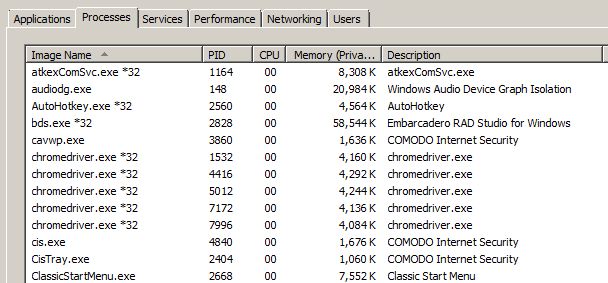 Applications Processes Services Performance Networking Users
Image Name PID CPU Memory (Priva... Description
atkexComSvc.exe *32 1164 00 8,308 K atkexComSvc.exe
audiodg.exe 148 00 20,984 K Windows Audio Device Graph Isolation
AutoHotkey.exe *32 2560 00 4,564 K AutoHotkey
bds.exe *32 2828 00 58,544 K Embarcadero RAD Studio for Windows
cavwp.exe 3860 00 1,636 K COMODO Internet Security
chromedriver.exe *32 1532 00 4,160 K chromedriver.exe
chromedriver.exe *32 4416 00 4,292 K chromedriver.exe
chromedriver.exe *32 5012 00 4,244 K chromedriver.exe
chromedriver.exe *32 7172 00 4,136 K chromedriver.exe
chromedriver.exe *32 7996 00 4,084 K chromedriver.exe
cis.exe 4840 00 1,676 K COMODO Internet Security
CisTray.exe 2404 00 1,060 K COMODO Internet Security
ClassicStartMenu.exe 2668 00 7,552 K Classic Start Menu